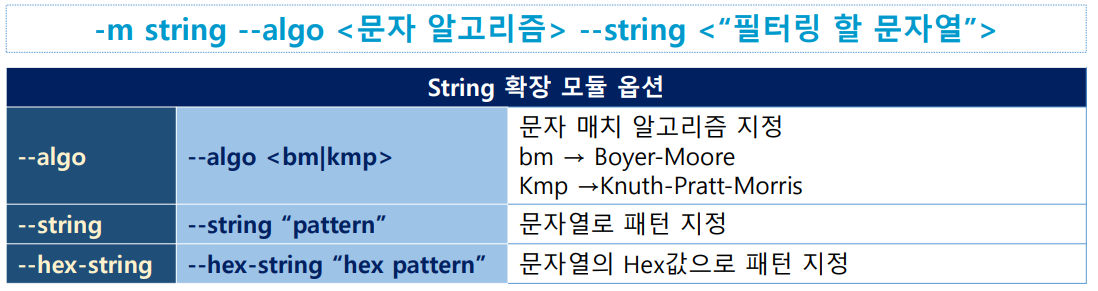 -m string --algo <문자 알고리즘> --string <“필터링 할 문자열”>
String 확장 모듈 옵션
--algo
--algo <bm|kmp>
문자 매치 알고리즘 지정
bm → Boyer-Moore
Kmp →Knuth-Pratt-Morris
--string
--string “pattern”
문자열로 패턴 지정
--hex-string
--hex-string “hex pattern”
문자열의 Hex값으로 패턴 지정